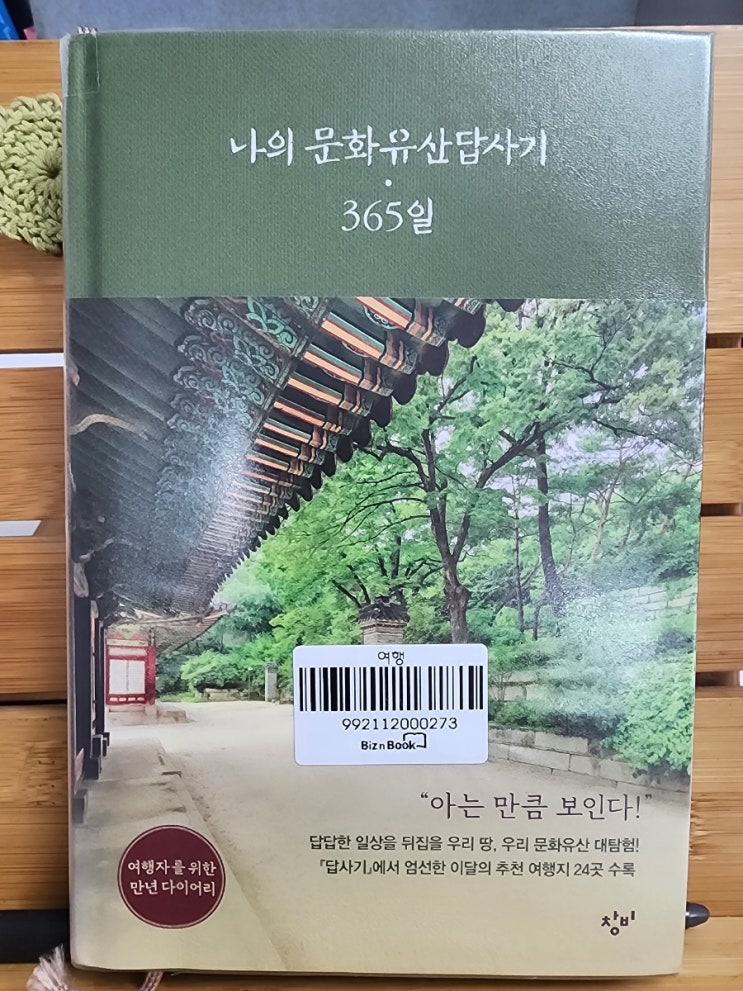 나의 문화유산답사기
·
365일
여행
992112000273
Biz n Book
“아는 만큼 보인다!”
답답한 일상을 뒤집을 우리 땅, 우리 문화유산 대탐험!
『답사기』에서 엄선한 이달의 추천 여행지 24곳 수록
여행자를 위한
만년 다이어리
창비